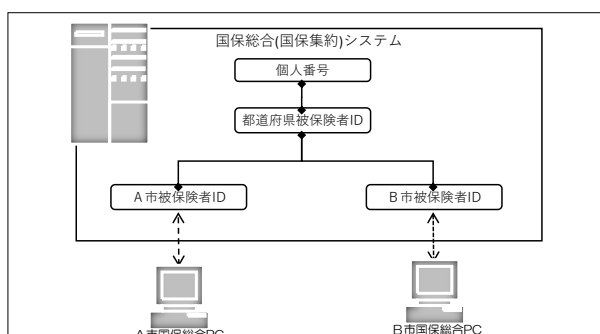 国保総合(国保集約)システム
個人番号
都道府県被保険者ID
A市被保険者ID
B市被保険者ID
A市国保総合PC
B市国保総合PC